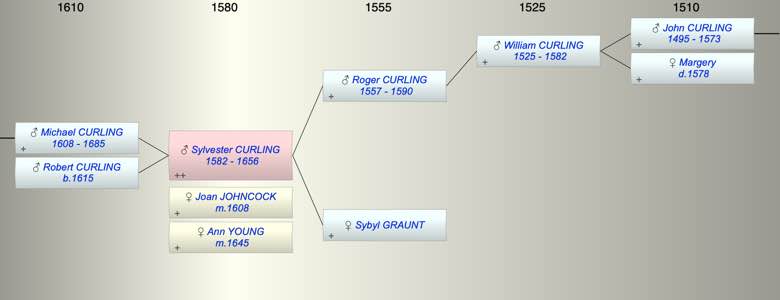 1610
1580
1555
1525
1510
♂ Michael CURLING
1608 - 1685
+
♂ Robert CURLING
b.1615
♂ Sylvester CURLING
1582 - 1656
++
♀ Joan JOHNCOCK
m.1608
+
♀ Ann YOUNG
m.1645
+
♂ Roger CURLING
1557 - 1590
+
♀ Sybyl GRAUNT
+
♂ William CURLING
1525 - 1582
+
♂ John CURLING
1495 - 1573
+
♀ Margery
d.1578
+